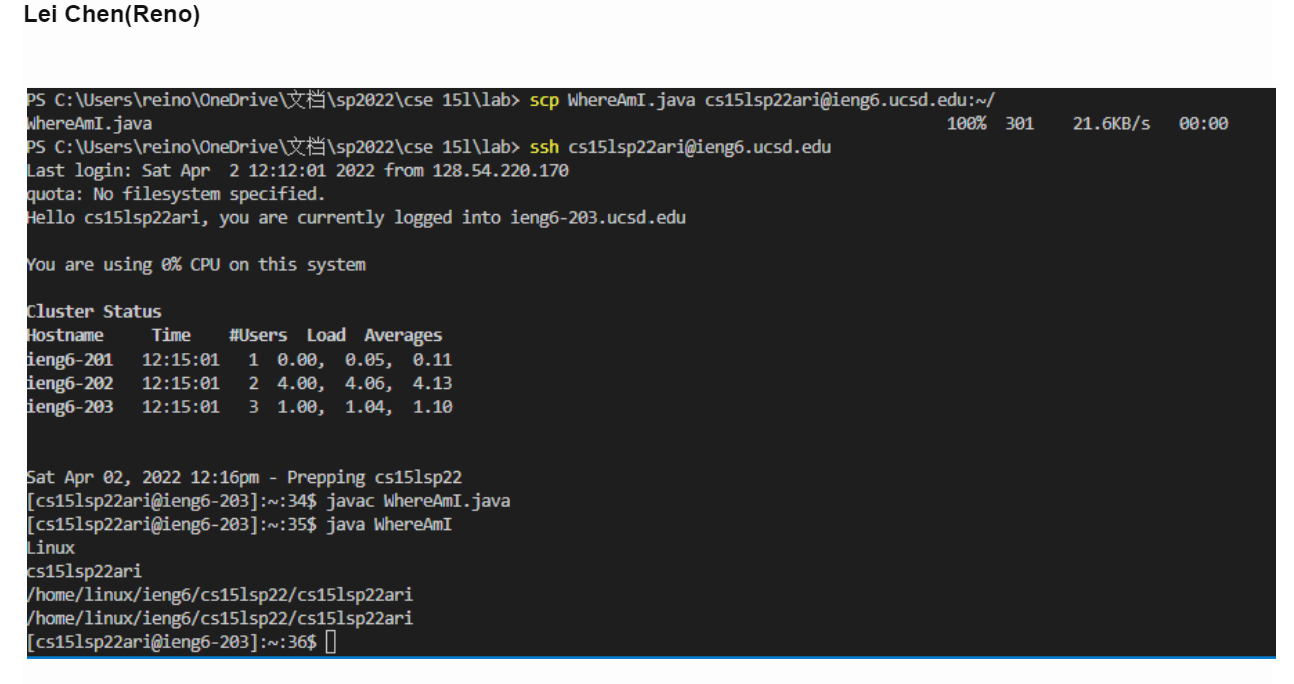 Lei Chen(Reno)
PS C:\Users\reino\OneDrive\文档\sp2022\cse 15l\lab> scp WhereAmI.java cs15lsp22ari@ieng6.ucsd.edu:~/
WhereAmI.java 100% 301 21.6KB/s 00:00
PS C:\Users\reino\OneDrive\文档\sp2022\cse 15l\lab> ssh cs15lsp22ari@ieng6.ucsd.edu
Last login: Sat Apr  2 12:12:01 2022 from 128.54.220.170
quota: No filesystem specified.
Hello cs15lsp22ari, you are currently logged into ieng6-203.ucsd.edu
You are using 0% CPU on this system
Cluster Status
Hostname     Time    #Users  Load  Averages
ieng6-201   12:15:01   1  0.00,  0.05,  0.11
ieng6-202   12:15:01   2  4.00,  4.06,  4.13
ieng6-203   12:15:01   3  1.00,  1.04,  1.10
Sat Apr 02, 2022 12:16pm - Prepping cs15lsp22
[cs15lsp22ari@ieng6-203]:~:34$ javac WhereAmI.java
[cs15lsp22ari@ieng6-203]:~:35$ java WhereAmI
Linux
cs15lsp22ari
/home/linux/ieng6/cs15lsp22/cs15lsp22ari
/home/linux/ieng6/cs15lsp22/cs15lsp22ari
[cs15lsp22ari@ieng6-203]:~:36$